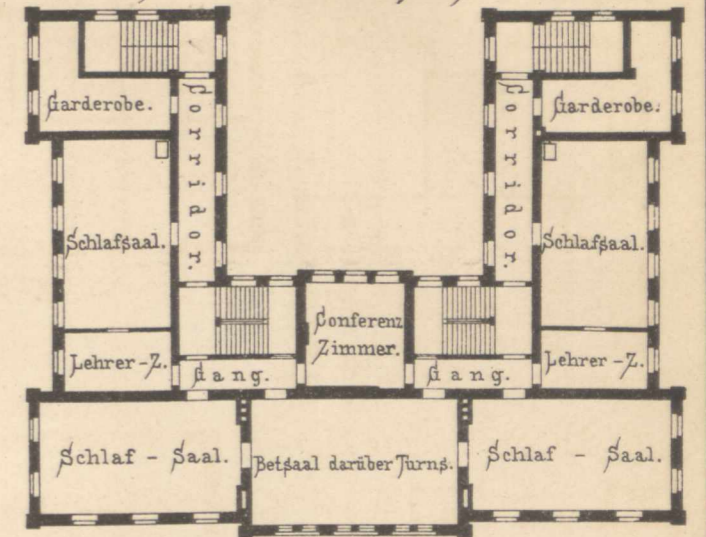 Garderobe.
Corridor.
Corridor.
Garderobe.
Schlafsaal.
Schlafsaal.
Conferenz
Zimmer.
Lehrer-Z.
Gang.
Gang.
Lehrer-Z.
Schlaf - Saal.
Betsaal darüber Turns.
Schlaf - Saal.